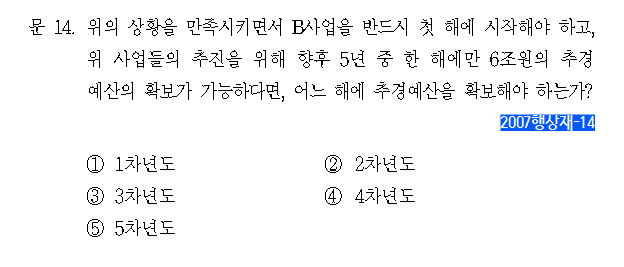 문 14. 위의 상황을 만족시키면서 B사업을 반드시 첫 해에 시작해야 하고,
위 사업들의 추진을 위해 향후 5년 중 한 해에만 6조원의 추경
예산의 확보가 가능하다면, 어느 해에 추경예산을 확보해야 하는가?
2007행상재-14
① 1차년도 ② 2차년도
③ 3차년도 ④ 4차년도
⑤ 5차년도